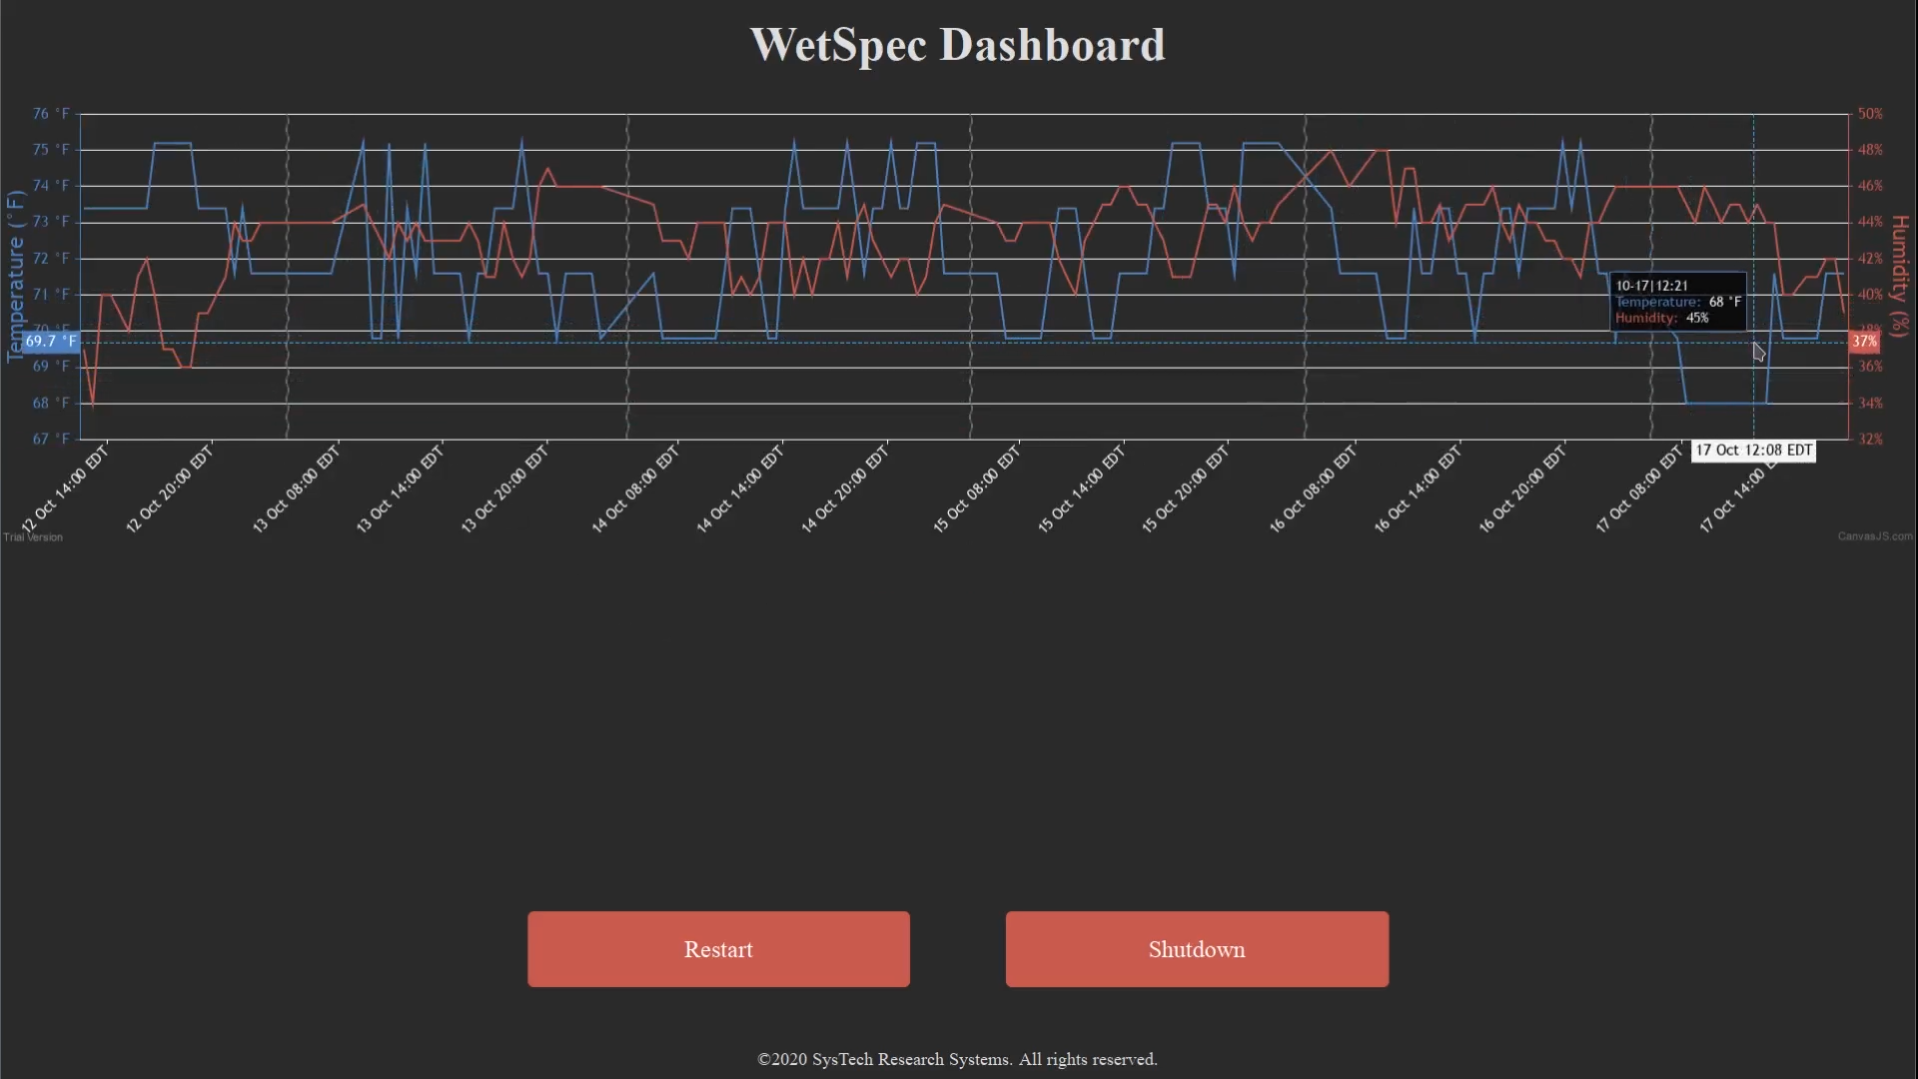 WetSpec Dashboard
76 °F
75 °F
74 °F
73 °F
72 °F
71 °F
70 °F
69.7 °F
69 °F
68 °F
67 °F
Temperature (°F)
50%
48%
46%
44%
42%
40%
38%
37%
36%
34%
32%
Humidity (%)
10-17|12:21
Temperature: 68 °F
Humidity: 45%
17 Oct 12:08 EDT
12 Oct 14:00 EDT
12 Oct 20:00 EDT
13 Oct 08:00 EDT
13 Oct 14:00 EDT
13 Oct 20:00 EDT
14 Oct 08:00 EDT
14 Oct 14:00 EDT
14 Oct 20:00 EDT
15 Oct 08:00 EDT
15 Oct 14:00 EDT
15 Oct 20:00 EDT
16 Oct 08:00 EDT
16 Oct 14:00 EDT
16 Oct 20:00 EDT
17 Oct 08:00 EDT
17 Oct 14:00 EDT
Trial Version
CanvasJS.com
Restart
Shutdown
©2020 SysTech Research Systems. All rights reserved.